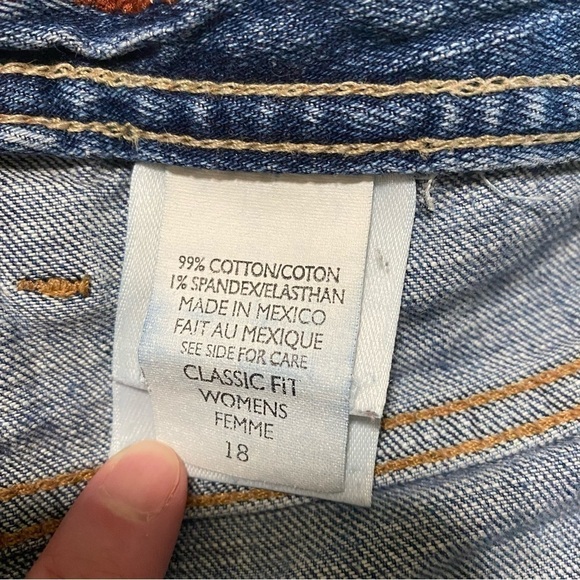 99% COTTON/COTON
1% SPANDEX/ELASTHAN
MADE IN MEXICO
FAIT AU MEXIQUE
SEE SIDE FOR CARE
CLASSIC FiT
WOMENS
FEMME
18